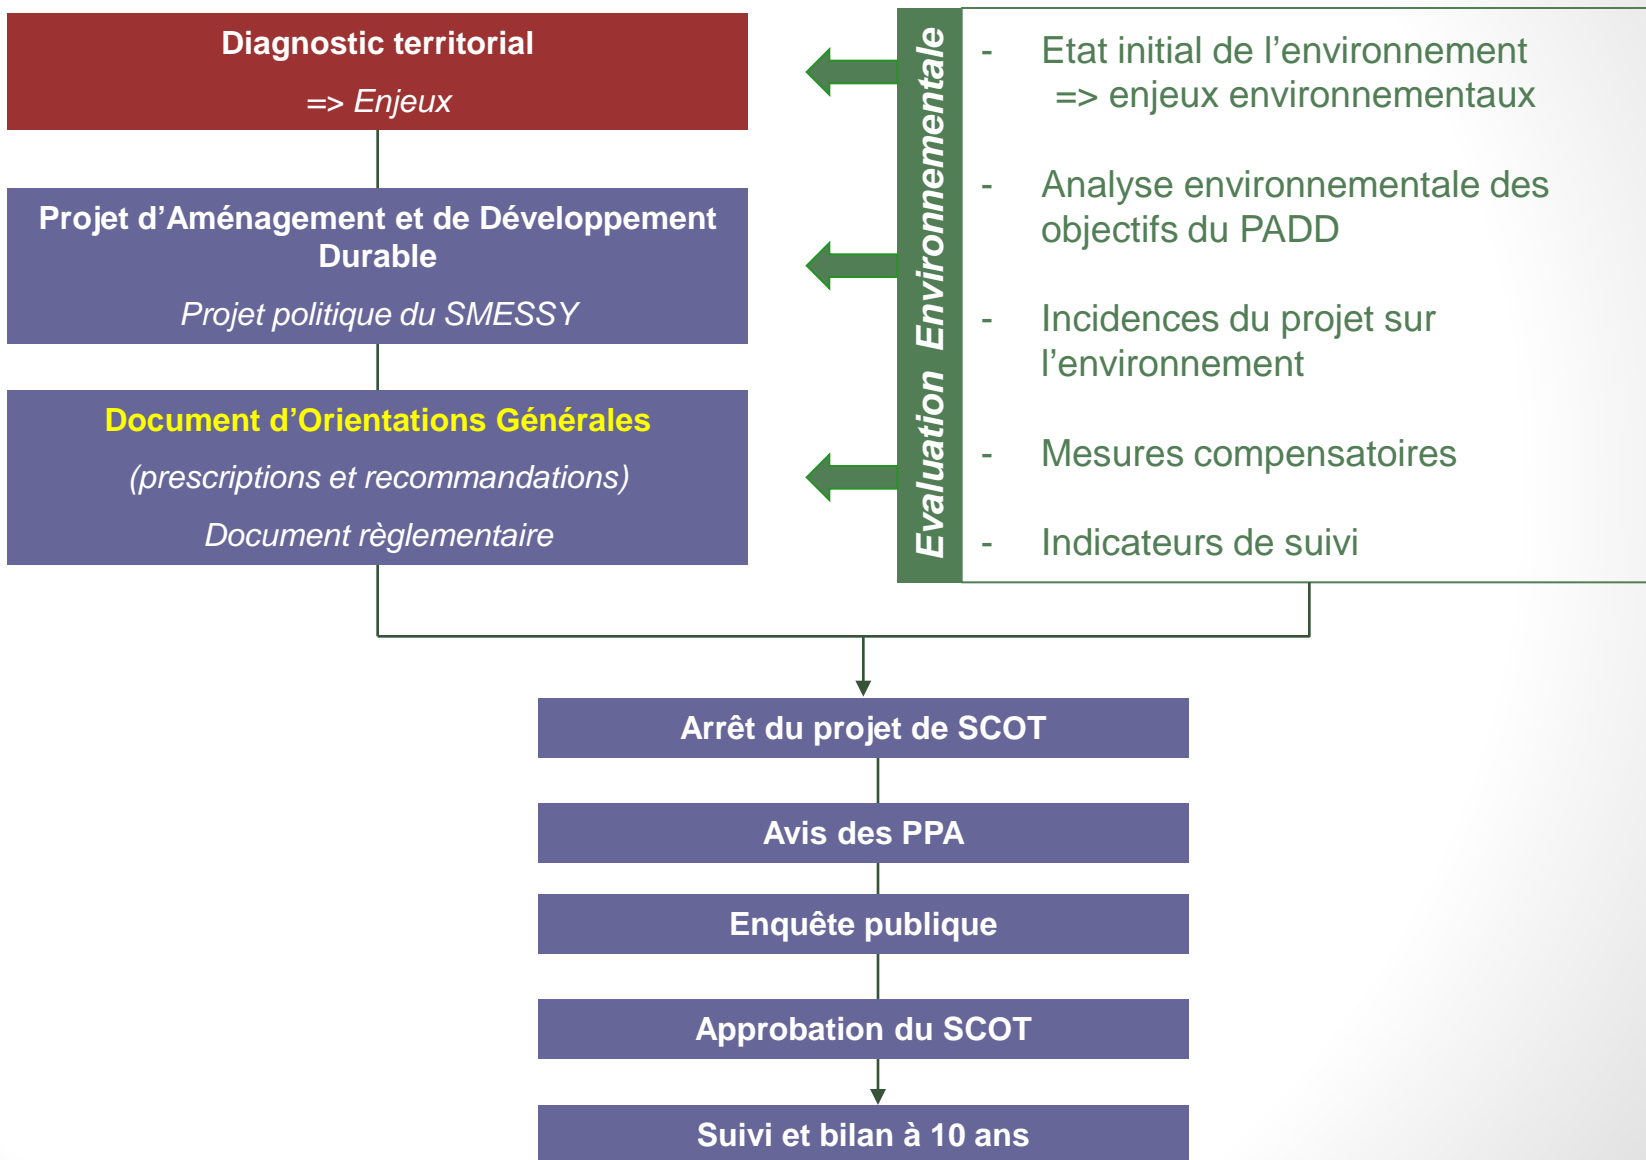 Diagnostic territorial
=> Enjeux
Projet d’Aménagement et de Développement
Durable
Projet politique du SMESSY
Document d’Orientations Générales
(prescriptions et recommandations)
Document règlementaire
Evaluation Environnementale
- Etat initial de l’environnement
=> enjeux environnementaux
- Analyse environnementale des
objectifs du PADD
- Incidences du projet sur
l’environnement
- Mesures compensatoires
- Indicateurs de suivi
Arrêt du projet de SCOT
Avis des PPA
Enquête publique
Approbation du SCOT
Suivi et bilan à 10 ans